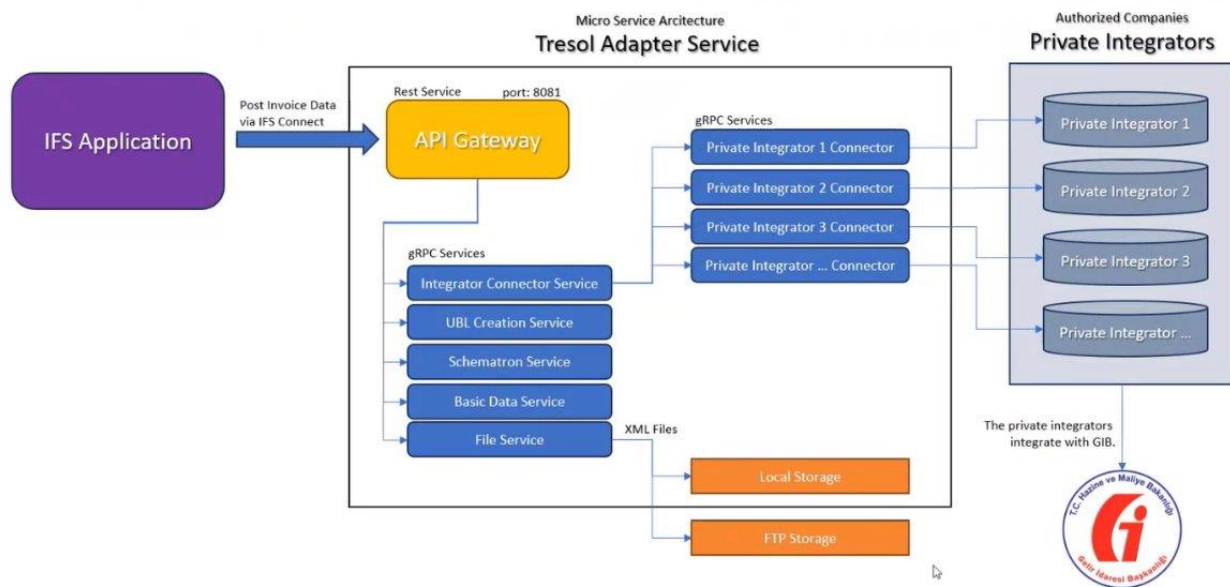 Micro Service Arcitecture
Tresol Adapter Service
Authorized Companies
Private Integrators
IFS Application
Post Invoice Data
via IFS Connect
Rest Service
port: 8081
API Gateway
gRPC Services
Private Integrator 1 Connector
Private Integrator 2 Connector
Private Integrator 3 Connector
Private Integrator ... Connector
Private Integrator 1
Private Integrator 2
Private Integrator 3
Private Integrator ...
gRPC Services
Integrator Connector Service
UBL Creation Service
Schematron Service
Basic Data Service
File Service
XML Files
Local Storage
FTP Storage
The private integrators
integrate with GIB.
T.C. Hazine ve Maliye Bakanlığı
Gelir İdaresi Başkanlığı